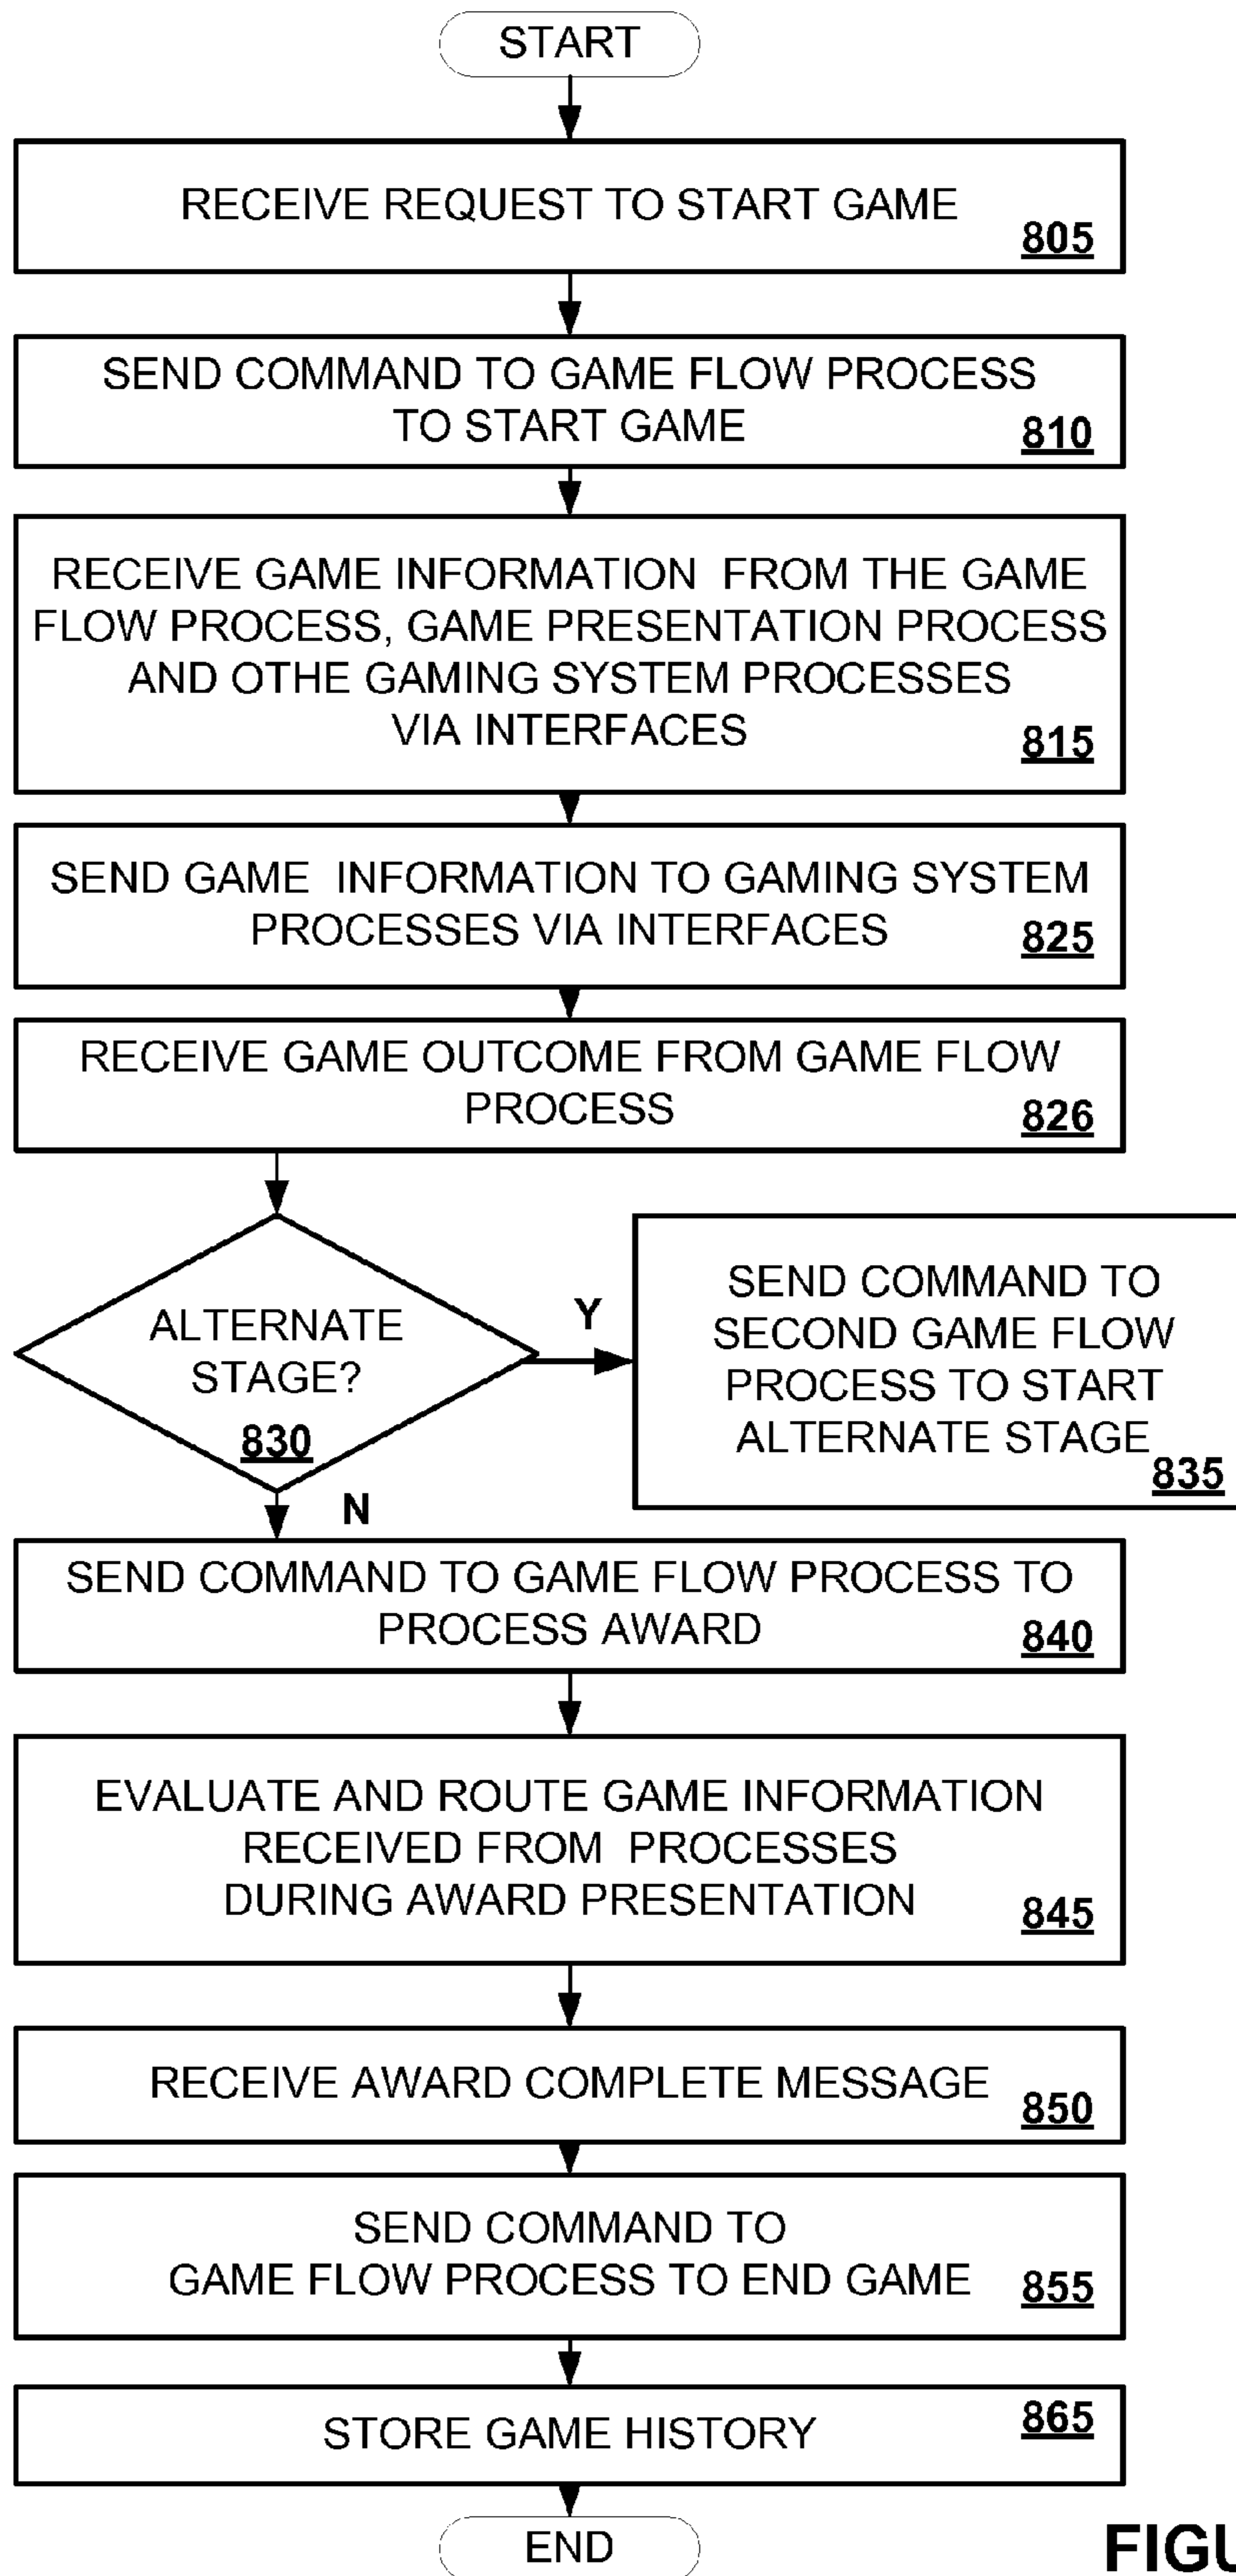 START
RECEIVE REQUEST TO START GAME
805
SEND COMMAND TO GAME FLOW PROCESS
TO START GAME
810
RECEIVE GAME INFORMATION FROM THE GAME
FLOW PROCESS, GAME PRESENTATION PROCESS
AND OTHE GAMING SYSTEM PROCESSES
VIA INTERFACES
815
SEND GAME INFORMATION TO GAMING SYSTEM
PROCESSES VIA INTERFACES
825
RECEIVE GAME OUTCOME FROM GAME FLOW
PROCESS
826
ALTERNATE
STAGE?
830
Y
SEND COMMAND TO
SECOND GAME FLOW
PROCESS TO START
ALTERNATE STAGE
835
N
SEND COMMAND TO GAME FLOW PROCESS TO
PROCESS AWARD
840
EVALUATE AND ROUTE GAME INFORMATION
RECEIVED FROM PROCESSES
DURING AWARD PRESENTATION
845
RECEIVE AWARD COMPLETE MESSAGE
850
SEND COMMAND TO
GAME FLOW PROCESS TO END GAME
855
STORE GAME HISTORY
865
END